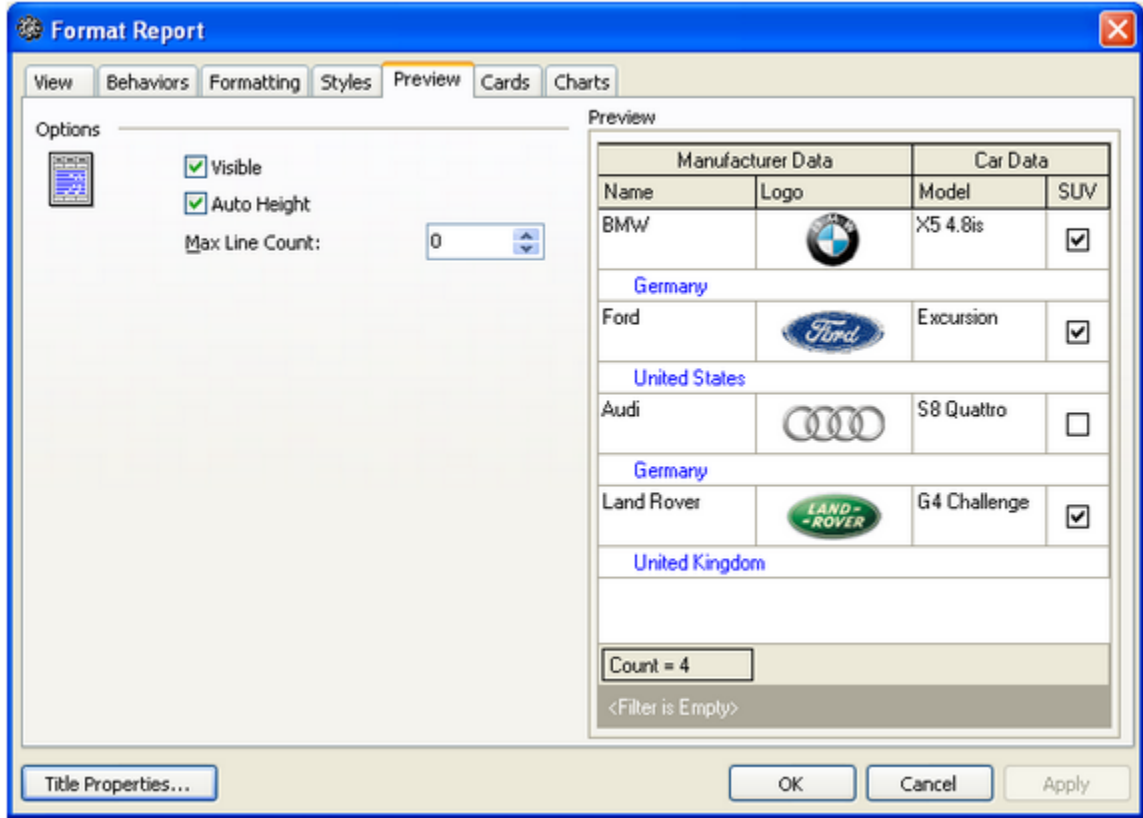 Format Report
View Behaviors Formatting Styles Preview Cards Charts
Options
Visible
Auto Height
Max Line Count: 0
Preview
Manufacturer Data Car Data
Name Logo Model SUV
BMW X5 4.8is
Germany
Ford Ford Excursion
United States
Audi S8 Quattro
Germany
Land Rover LAND- G4 Challenge
-ROVER
United Kingdom
Count = 4
<Filter is Empty>
Title Properties... OK Cancel Apply